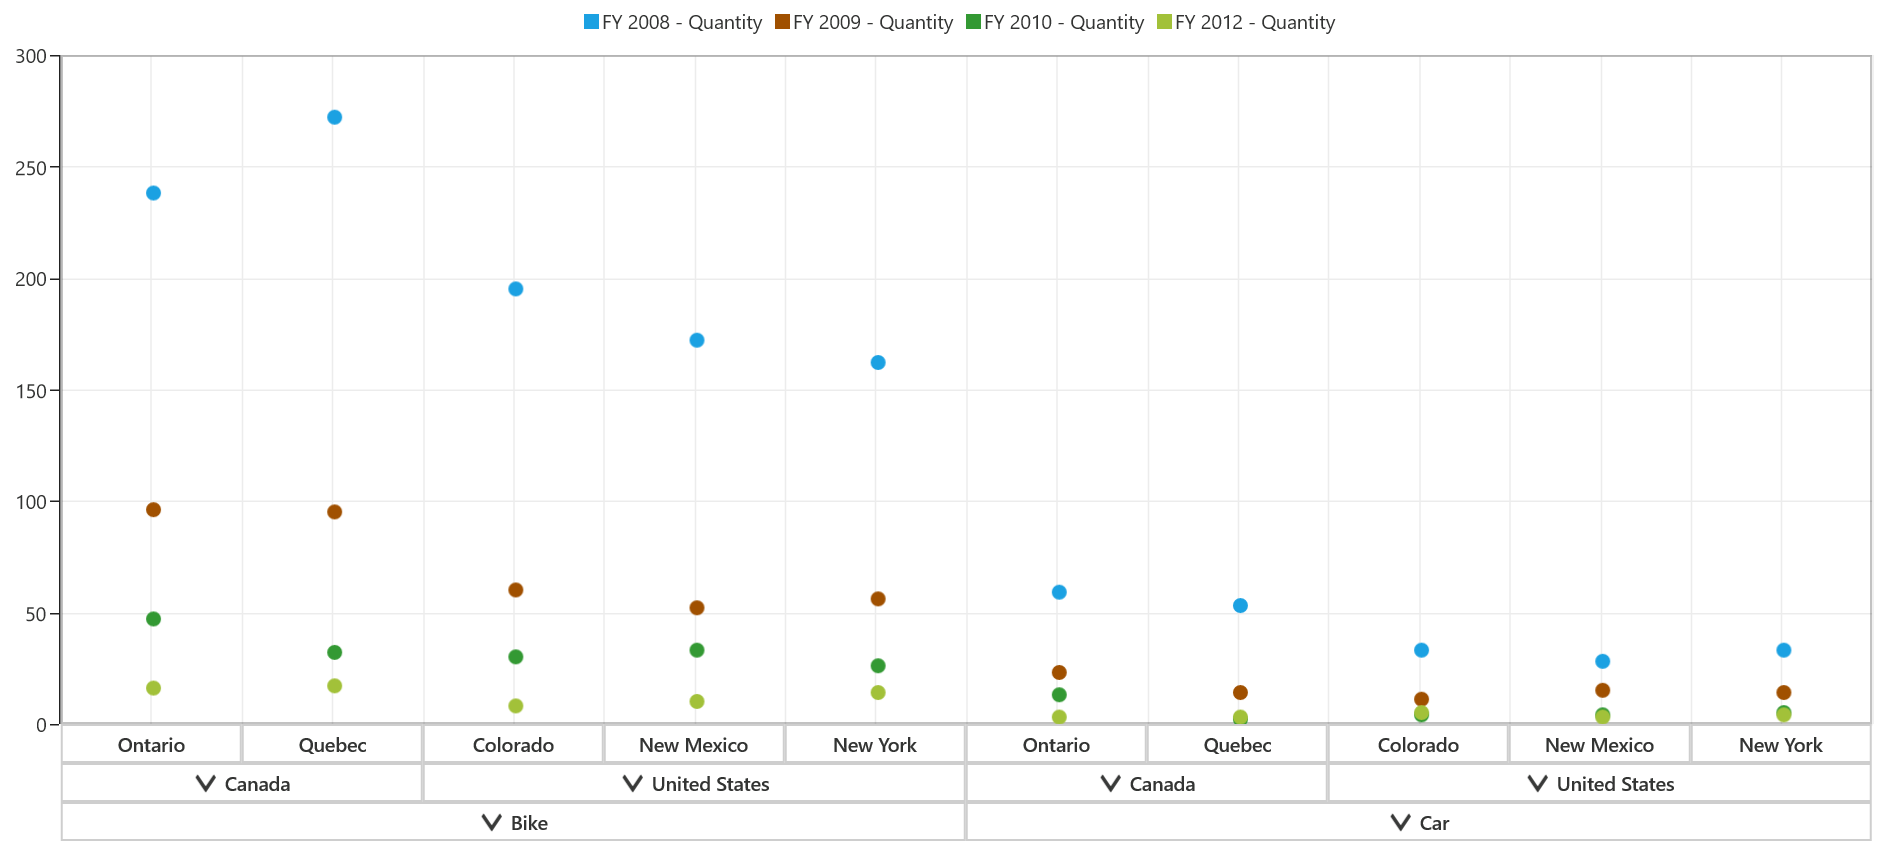 FY 2008 - Quantity FY 2009 - Quantity FY 2010 - Quantity FY 2012 - Quantity
300
250
200
150
100
50
0
Ontario Quebec Colorado New Mexico New York Ontario Quebec Colorado New Mexico New York
Canada United States Canada United States
Bike Car